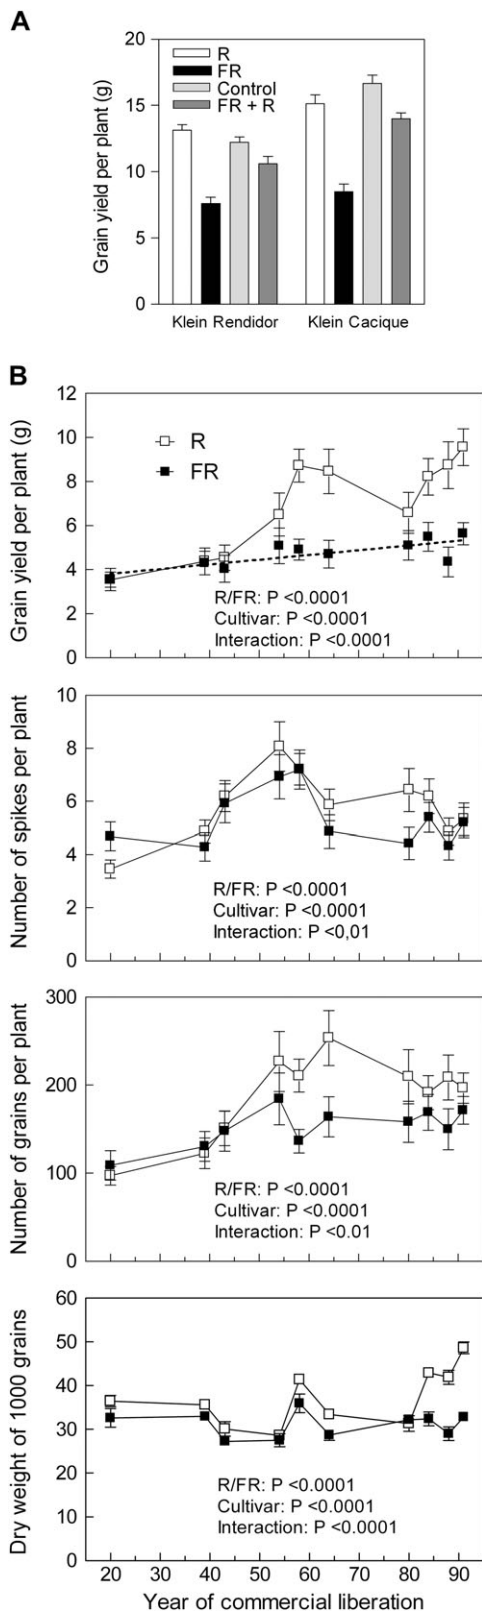 A
Grain yield per plant (g)
20
15
10
5
0
R
FR
Control
FR + R
Klein Rendidor Klein Cacique
B
Grain yield per plant (g)
12
10
8
6
4
2
0
R
FR
R/FR: P <0.0001
Cultivar: P <0.0001
Interaction: P <0.0001
Number of spikes per plant
10
8
6
4
2
0
R/FR: P <0.0001
Cultivar: P <0.0001
Interaction: P <0,01
Number of grains per plant
300
200
100
0
R/FR: P <0.0001
Cultivar: P <0.0001
Interaction: P <0.01
Dry weight of 1000 grains
60
50
40
30
20
10
0
R/FR: P <0.0001
Cultivar: P <0.0001
Interaction: P <0.0001
20 30 40 50 60 70 80 90
Year of commercial liberation